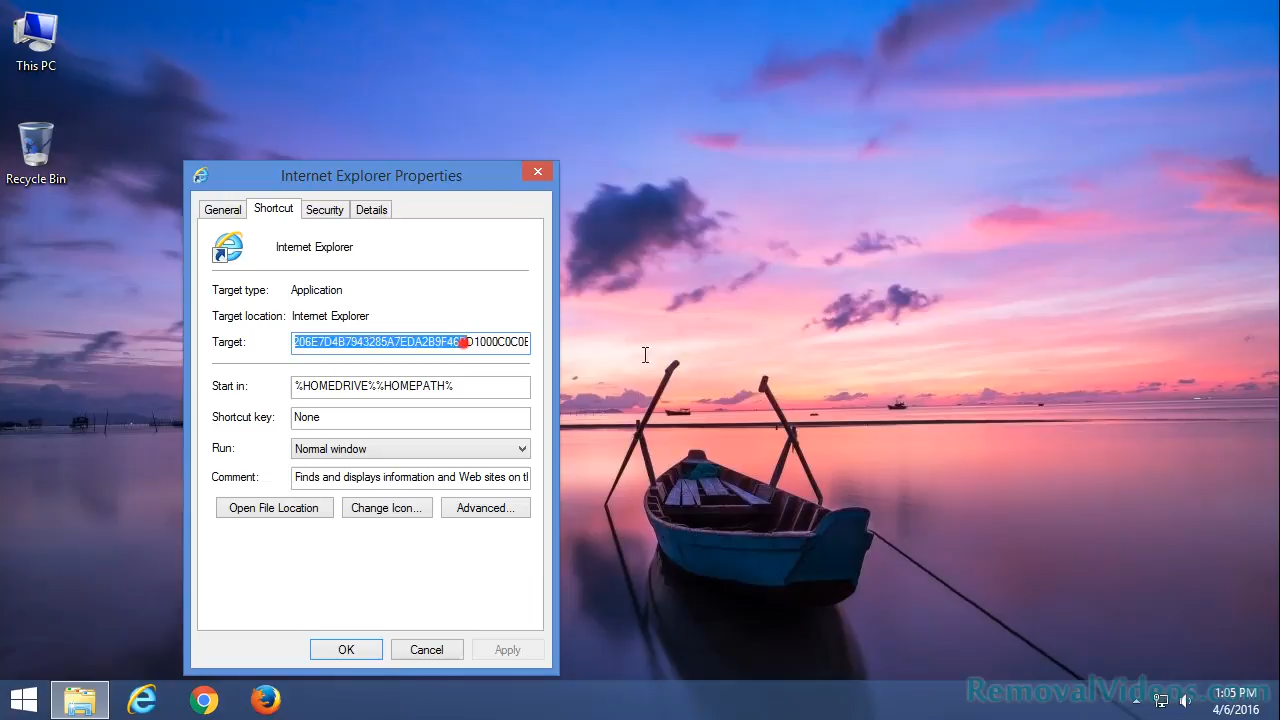 This PC
Recycle Bin
Internet Explorer Properties
General Shortcut Security Details
Internet Explorer
Target type: Application
Target location: Internet Explorer
Target:
Start in: %HOMEDRIVE%%HOMEPATH%
Shortcut key: None
Run: Normal window
Comment: Finds and displays information and Web sites on
Open File Location Change Icon... Advanced...
OK Cancel Apply
RemovalVideos.com
1:05 PM
4/6/2016